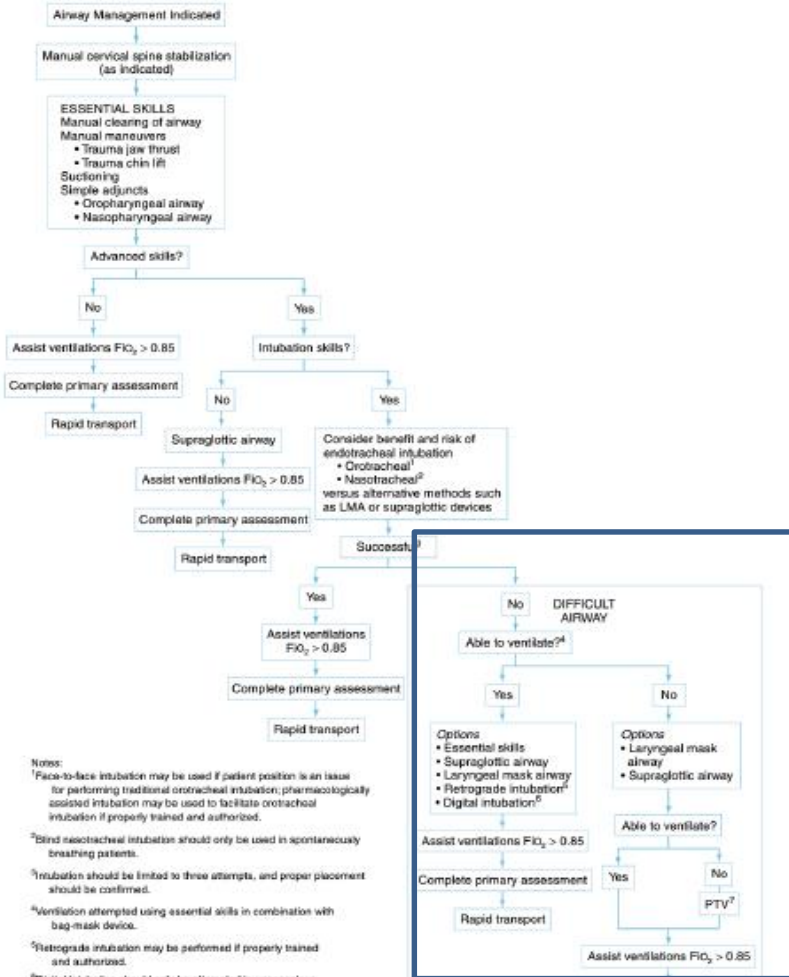 Airway Management Indicated
Manual cervical spine stabilization
(as indicated)
ESSENTIAL SKILLS
Manual clearing of airway
Manual maneuvers
• Trauma jaw thrust
• Trauma chin lift
Suctioning
Simple adjuncts
• Oropharyngeal airway
• Nasopharyngeal airway
Advanced skills?
No
Yes
Assist ventilations FiO₂ > 0.85
Complete primary assessment
Rapid transport
Intubation skills?
No
Yes
Supraglottic airway
Assist ventilations FiO₂ > 0.85
Complete primary assessment
Rapid transport
Consider benefit and risk of
endotracheal intubation
• Orotracheal¹
• Nasotracheal²
versus alternative methods such
as LMA or supraglottic devices
Yes
Assist ventilations
FiO₂ > 0.85
Complete primary assessment
Rapid transport
No
DIFFICULT
AIRWAY
Able to ventilate?⁴
Yes
No
Options
• Essential skills
• Supraglottic airway
• Laryngeal mask airway
• Retrograde intubation⁵
• Digital intubation⁶
Assist ventilations FiO₂ > 0.85
Complete primary assessment
Rapid transport
Options
• Laryngeal mask
airway
• Supraglottic airway
Able to ventilate?
Yes
No
PTV⁷
Assist ventilations FiO₂ > 0.85
Notes:
¹Face-to-face intubation may be used if patient position is an issue
for performing traditional orotracheal intubation; pharmacologically
assisted intubation may be used to facilitate orotracheal
intubation if properly trained and authorized.
²Blind nasotracheal intubation should only be used in spontaneously
breathing patients.
³Intubation should be limited to three attempts, and proper placement
should be confirmed.
⁴Ventilation attempted using essential skills in combination with
bag-mask device.
⁵Retrograde intubation may be performed if properly trained
and authorized.